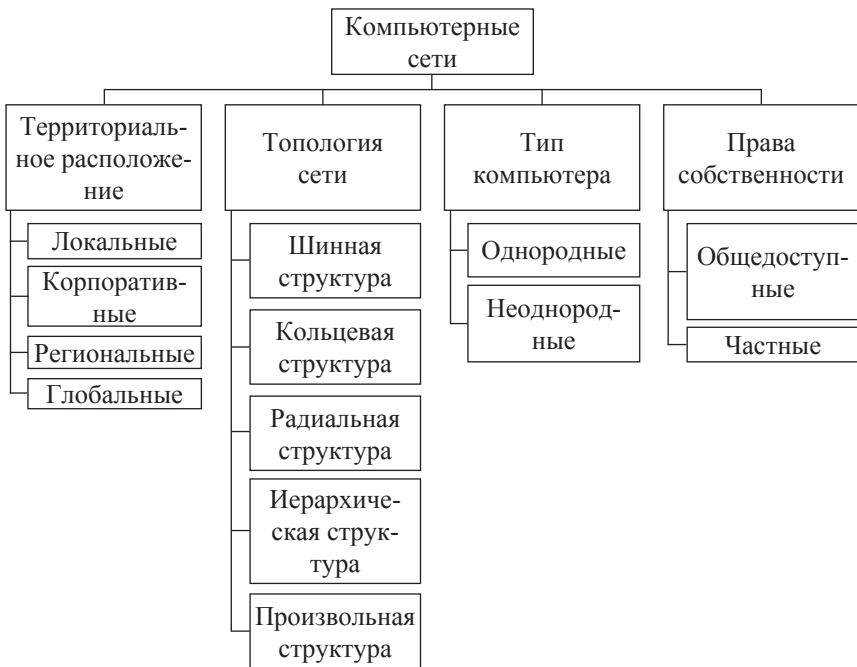 Компьютерные
сети
Территориаль-
ное расположе-
ние
Локальные
Корпоратив-
ные
Региональные
Глобальные
Топология
сети
Шинная
структура
Кольцевая
структура
Радиальная
структура
Иерархиче-
ская струк-
тура
Произвольная
структура
Тип
компьютера
Однородные
Неоднород-
ные
Права
собственности
Общедоступ-
ные
Частные